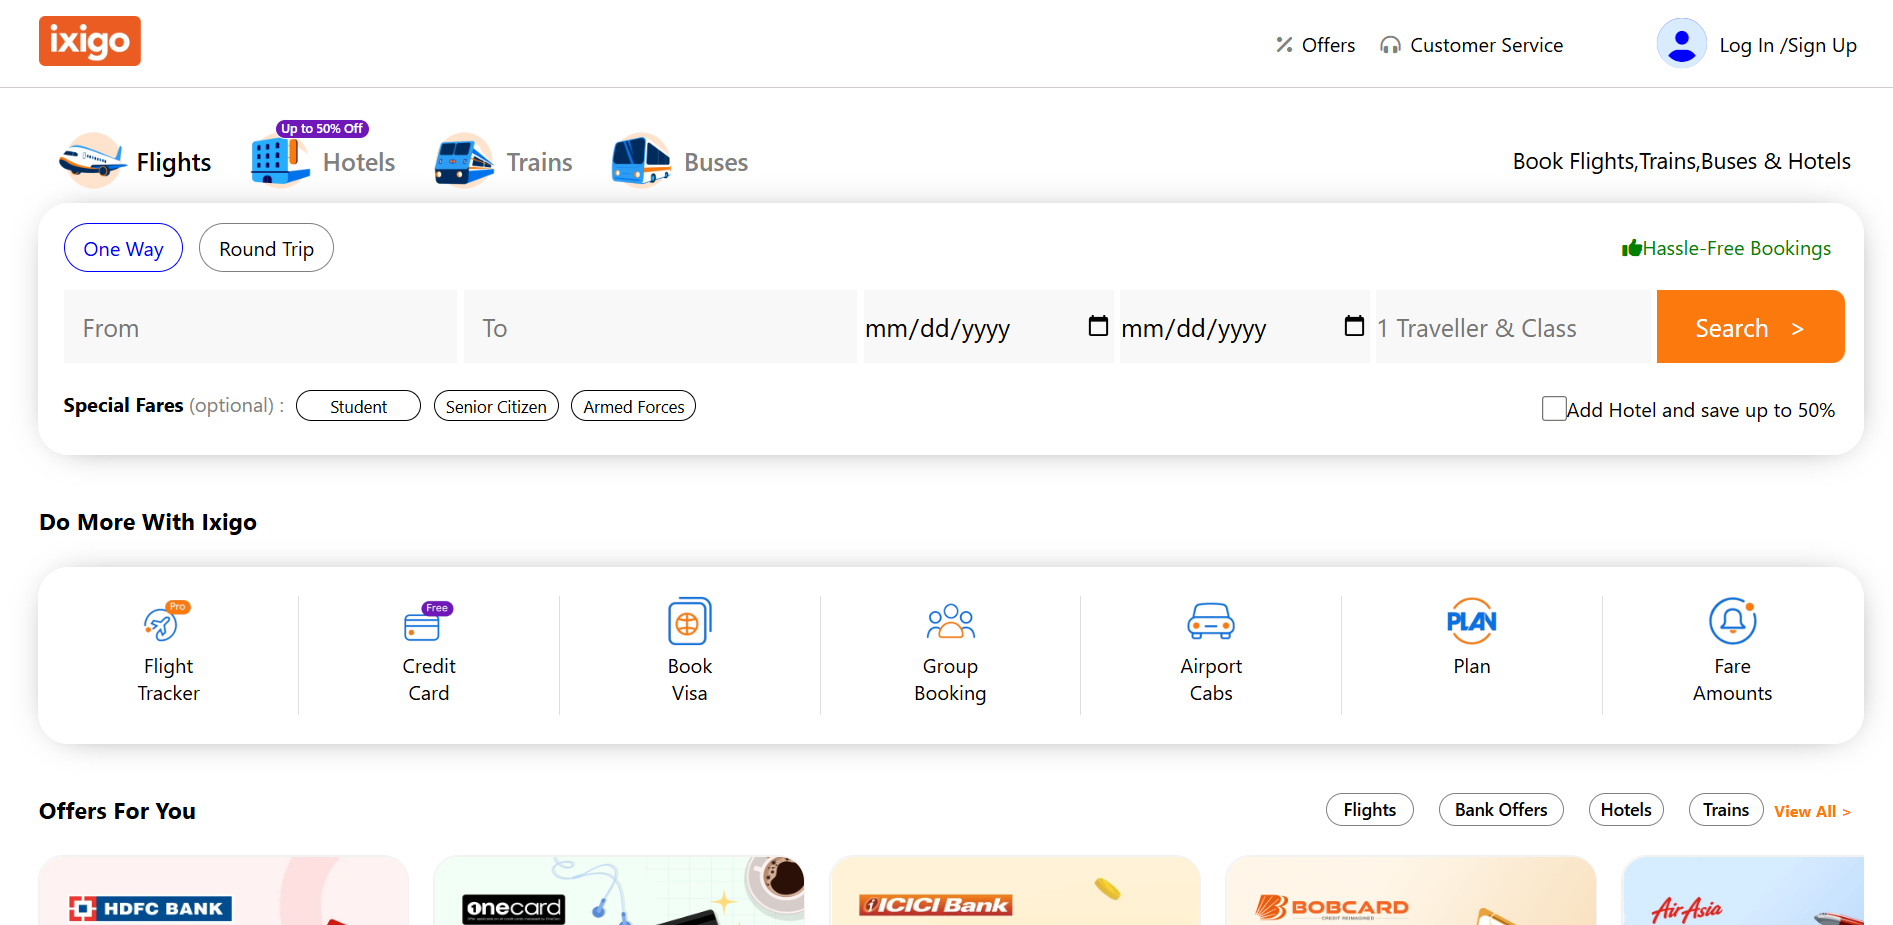 ixigo
Offers
Customer Service
Log In /Sign Up
Up to 50% Off
Flights
Hotels
Trains
Buses
Book Flights,Trains,Buses & Hotels
One Way
Round Trip
Hassle-Free Bookings
From
To
mm/dd/yyyy
mm/dd/yyyy
1 Traveller & Class
Search >
Special Fares (optional) :
Student
Senior Citizen
Armed Forces
Add Hotel and save up to 50%
Do More With Ixigo
Pro
Flight
Tracker
Free
Credit
Card
Book
Visa
Group
Booking
Airport
Cabs
PLAN
Plan
Fare
Amounts
Offers For You
Flights
Bank Offers
Hotels
Trains
View All >
HDFC BANK
onecard
ICICI Bank
BOBCARD
CREDIT REIMAGINED
AirAsia